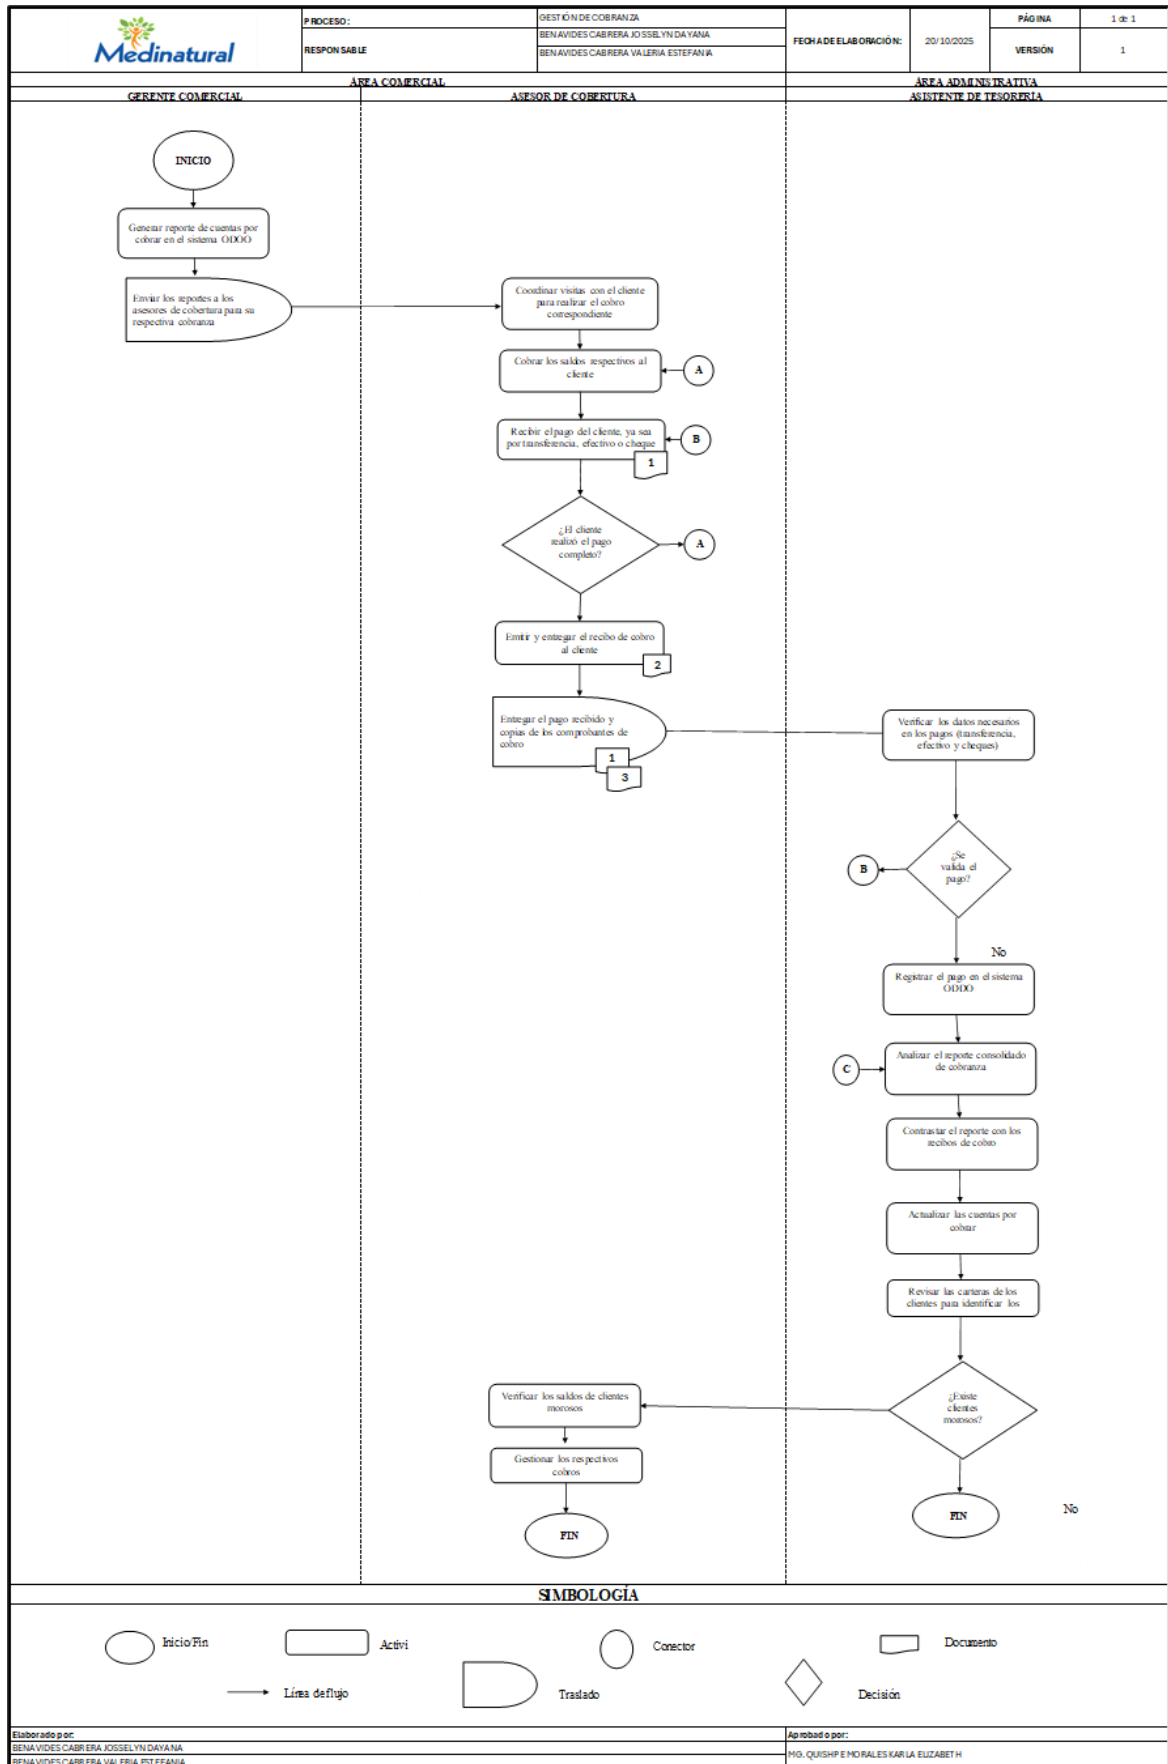 Medinatural
PROCESO:
GESTIÓN DE COBRANZA
RESPONSABLE
BENAVIDES CABRERA JOSSELYN DAYANA
BENAVIDES CABRERA VALERIA ESTEFANIA
FECHA DE ELABORACIÓN:
20/10/2025
PÁGINA
1 de 1
VERSIÓN
1
ÁREA COMERCIAL
ÁREA ADMINISTRATIVA
GERENTE COMERCIAL
ASESOR DE COBERTURA
ASISTENTE DE TESORERÍA
INICIO
Generar reporte de cuentas por
cobrar en el sistema ODOO
Enviar los reportes a los
asesores de cobertura para su
respectiva cobranza
Coordinar visitas con el cliente
para realizar el cobro
correspondiente
Cobrar los saldos respectivos al
cliente
A
Recibir el pago del cliente, ya sea
por transferencia, efectivo o cheque
B
1
¿El cliente
realizó el pago
completo?
A
Emitir y entregar el recibo de cobro
al cliente
2
Entregar el pago recibido y
copias de los comprobantes de
cobro
1
3
Verificar los datos necesarios
en los pagos (transferencia,
efectivo y cheques)
¿Se
valida el
pago?
B
No
Registrar el pago en el sistema
ODDO
Analizar el reporte consolidado
de cobranza
C
Contrastar el reporte con los
recibos de cobro
Actualizar las cuentas por
cobrar
Revisar las carteras de los
clientes para identificar los
¿Existe
clientes
morosos?
Verificar los saldos de clientes
morosos
Gestionar los respectivos
cobros
FIN
FIN
No
SIMBOLOGÍA
Inicio/Fin
Activi
Conector
Documento
Línea de flujo
Traslado
Decisión
Elaborado por:
BENAVIDES CABRERA JOSSELYN DAYANA
BENAVIDES CABRERA VALERIA ESTEFANIA
Aprobado por:
MG. QUISHPE MORALES KARLA ELIZABETH